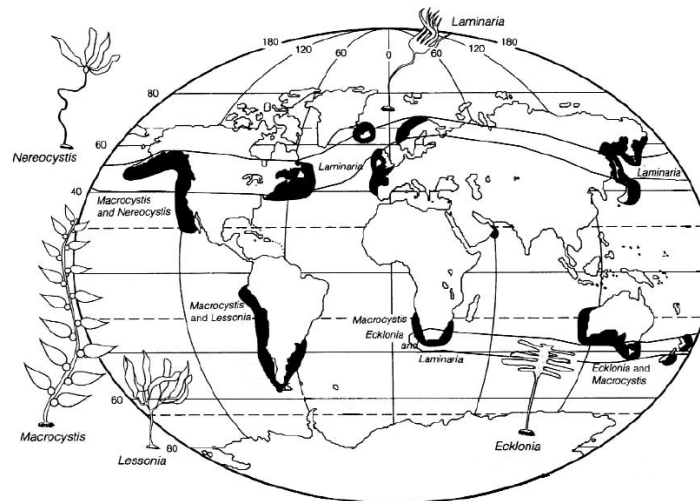 Laminaria
180
120
60
0
60
120
180
80
60
40
Nereocystis
Laminaria
Laminaria
Macrocystis
and Nereocystis
Macrocystis
and Lessonia
Macrocystis
Ecklonia and
Laminaria
Ecklonia and
Macrocystis
60
80
Macrocystis
Lessonia
Ecklonia